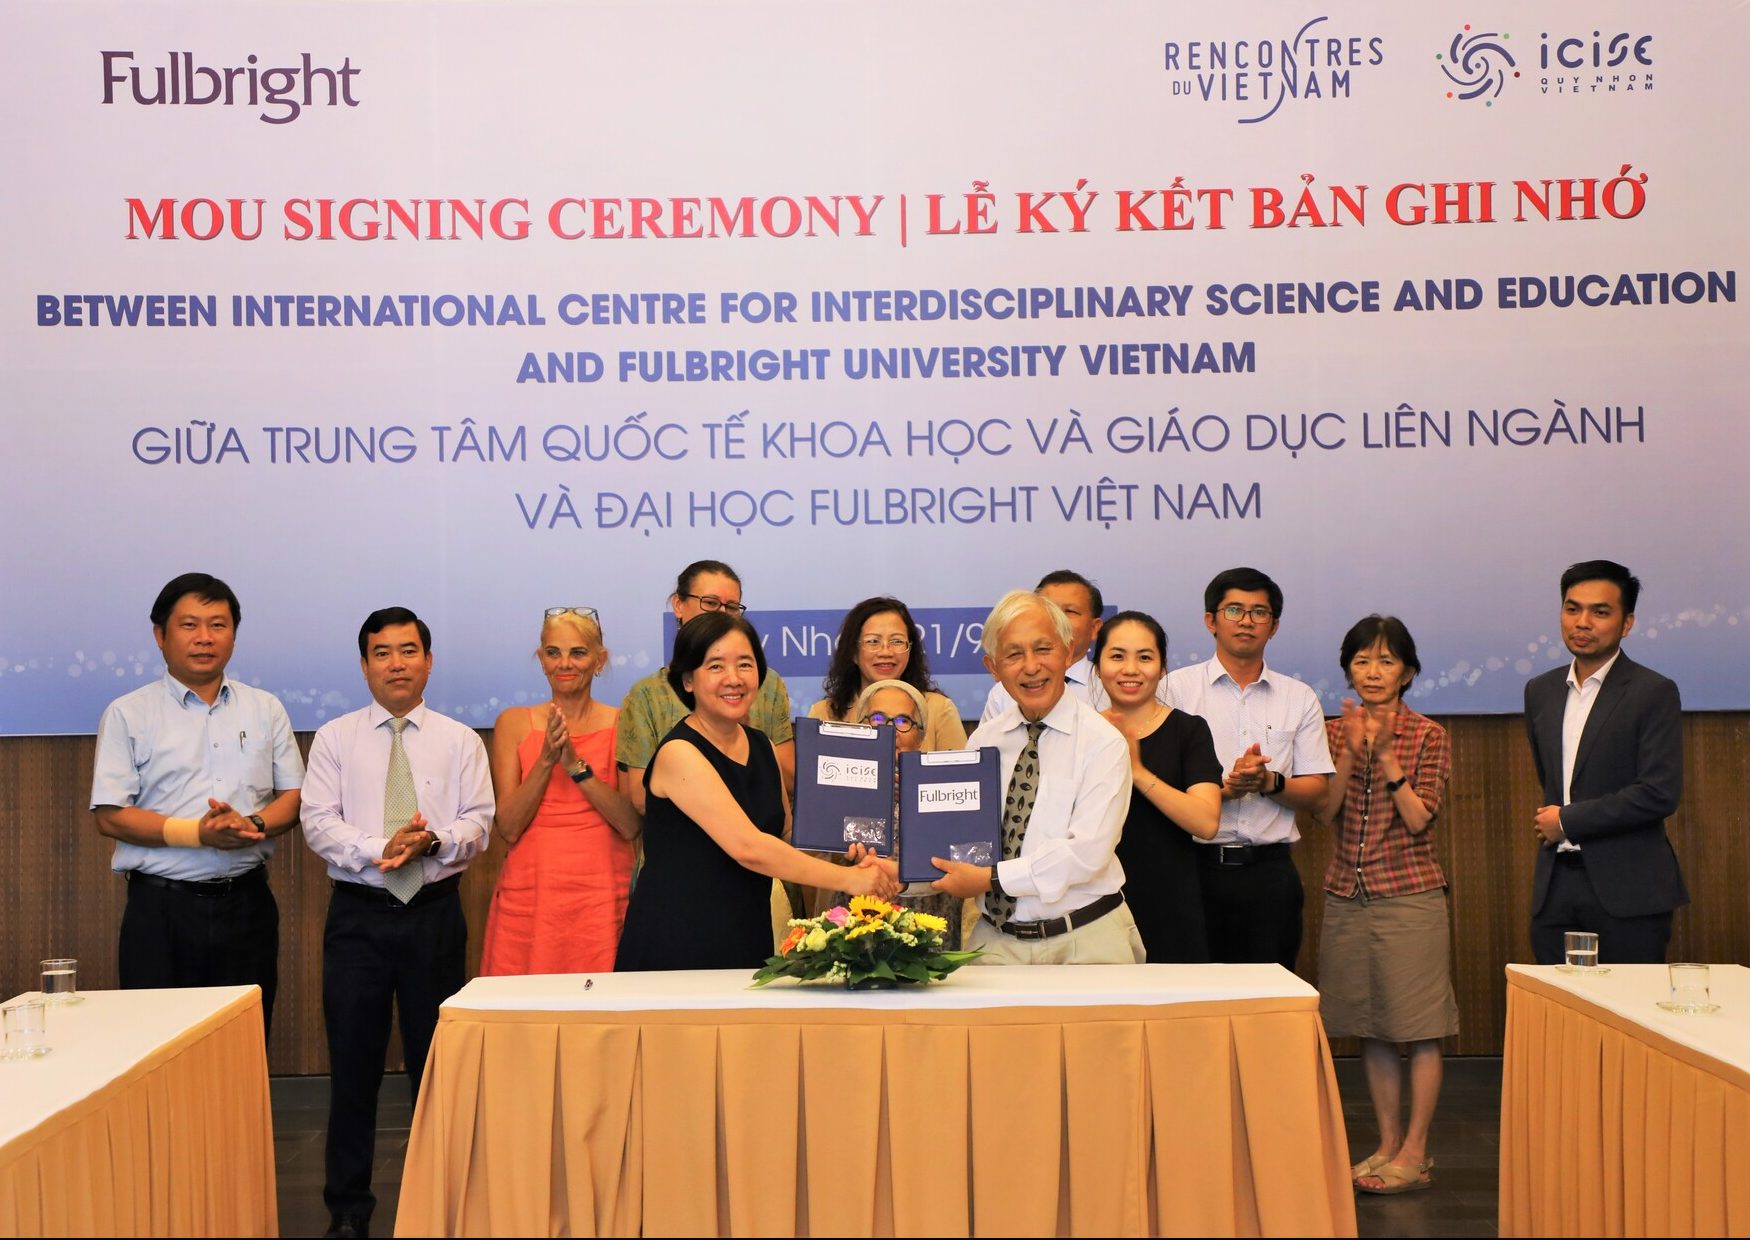 Fulbright
RENCONTRES
DU VIETNAM
icise
QUY NHON
VIETNAM
MOU SIGNING CEREMONY | LỄ KÝ KẾT BẢN GHI NHỚ
BETWEEN INTERNATIONAL CENTRE FOR INTERDISCIPLINARY SCIENCE AND EDUCATION
AND FULBRIGHT UNIVERSITY VIETNAM
GIỮA TRUNG TÂM QUỐC TẾ KHOA HỌC VÀ GIÁO DỤC LIÊN NGÀNH
VÀ ĐẠI HỌC FULBRIGHT VIỆT NAM
21/9
icise
Fulbright